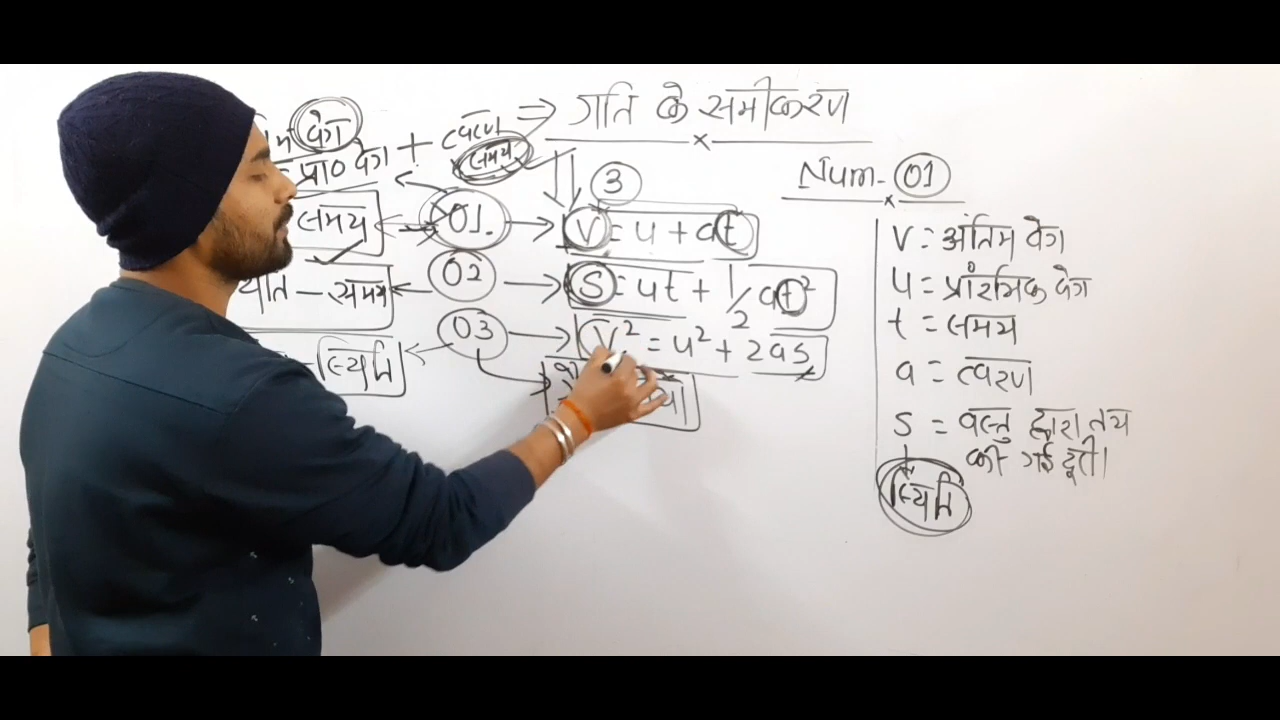 ⇒ गति के समीकरण
वेग
= प्रा० वेग + त्वरण
समय
3
Num- 01
समय ← 01. → v = u + at
- समय ← 02 → S = ut + 1/2 at²
- स्थिति ← 03 → v² = u² + 2as
v = अंतिम वेग
u = प्रारंमिक वेग
t = समय
a = त्वरण
s = वस्तु द्वारा तय
की गई दूरी।
स्थिति